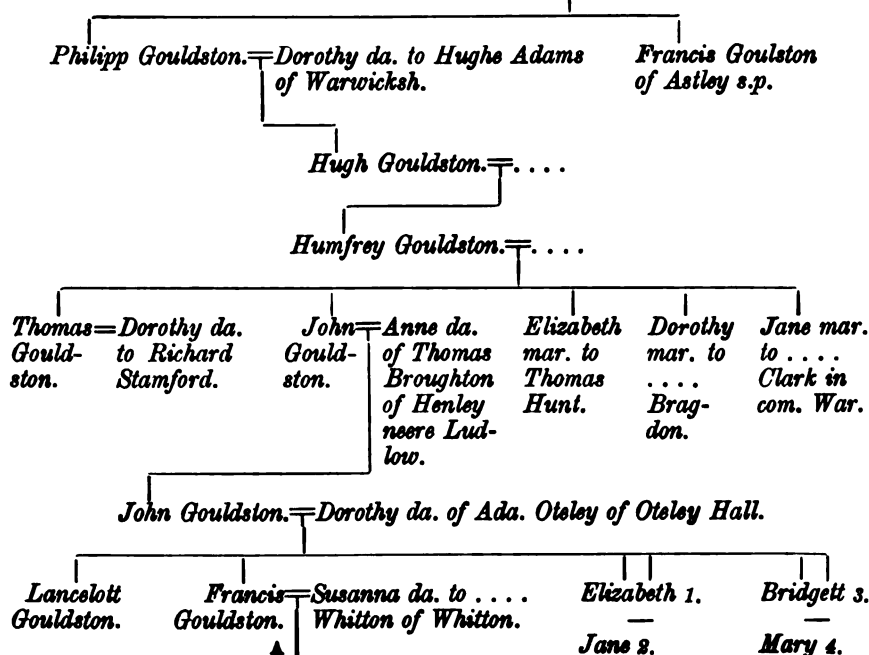 Philipp Gouldston. = Dorothy da. to Hughe Adams
of Warwicksh.
Francis Goulston
of Astley s.p.
Hugh Gouldston. = . . . .
Humfrey Gouldston. = . . . .
Thomas
Gould-
ston.
= Dorothy da.
to Richard
Stamford.
John
Gould-
ston.
= Anne da.
of Thomas
Broughton
of Henley
neere Lud-
low.
Elizabeth
mar. to
Thomas
Hunt.
Dorothy
mar. to
. . . .
Brag-
don.
Jane mar.
to . . . .
Clark in
com. War.
John Gouldston. = Dorothy da. of Ada. Oteley of Oteley Hall.
Lancelott
Gouldston.
Francis
Gouldston.
= Susanna da. to . . . .
Whitton of Whitton.
Elizabeth 1.
—
Jane 2.
Bridgett 3.
—
Mary 4.
A